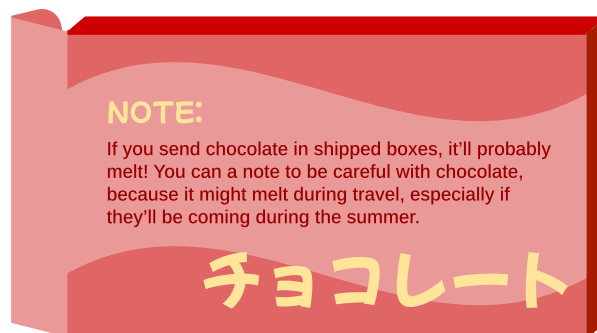 NOTE:
If you send chocolate in shipped boxes, it’ll probably
melt! You can a note to be careful with chocolate,
because it might melt during travel, especially if
they’ll be coming during the summer.
チョコレート